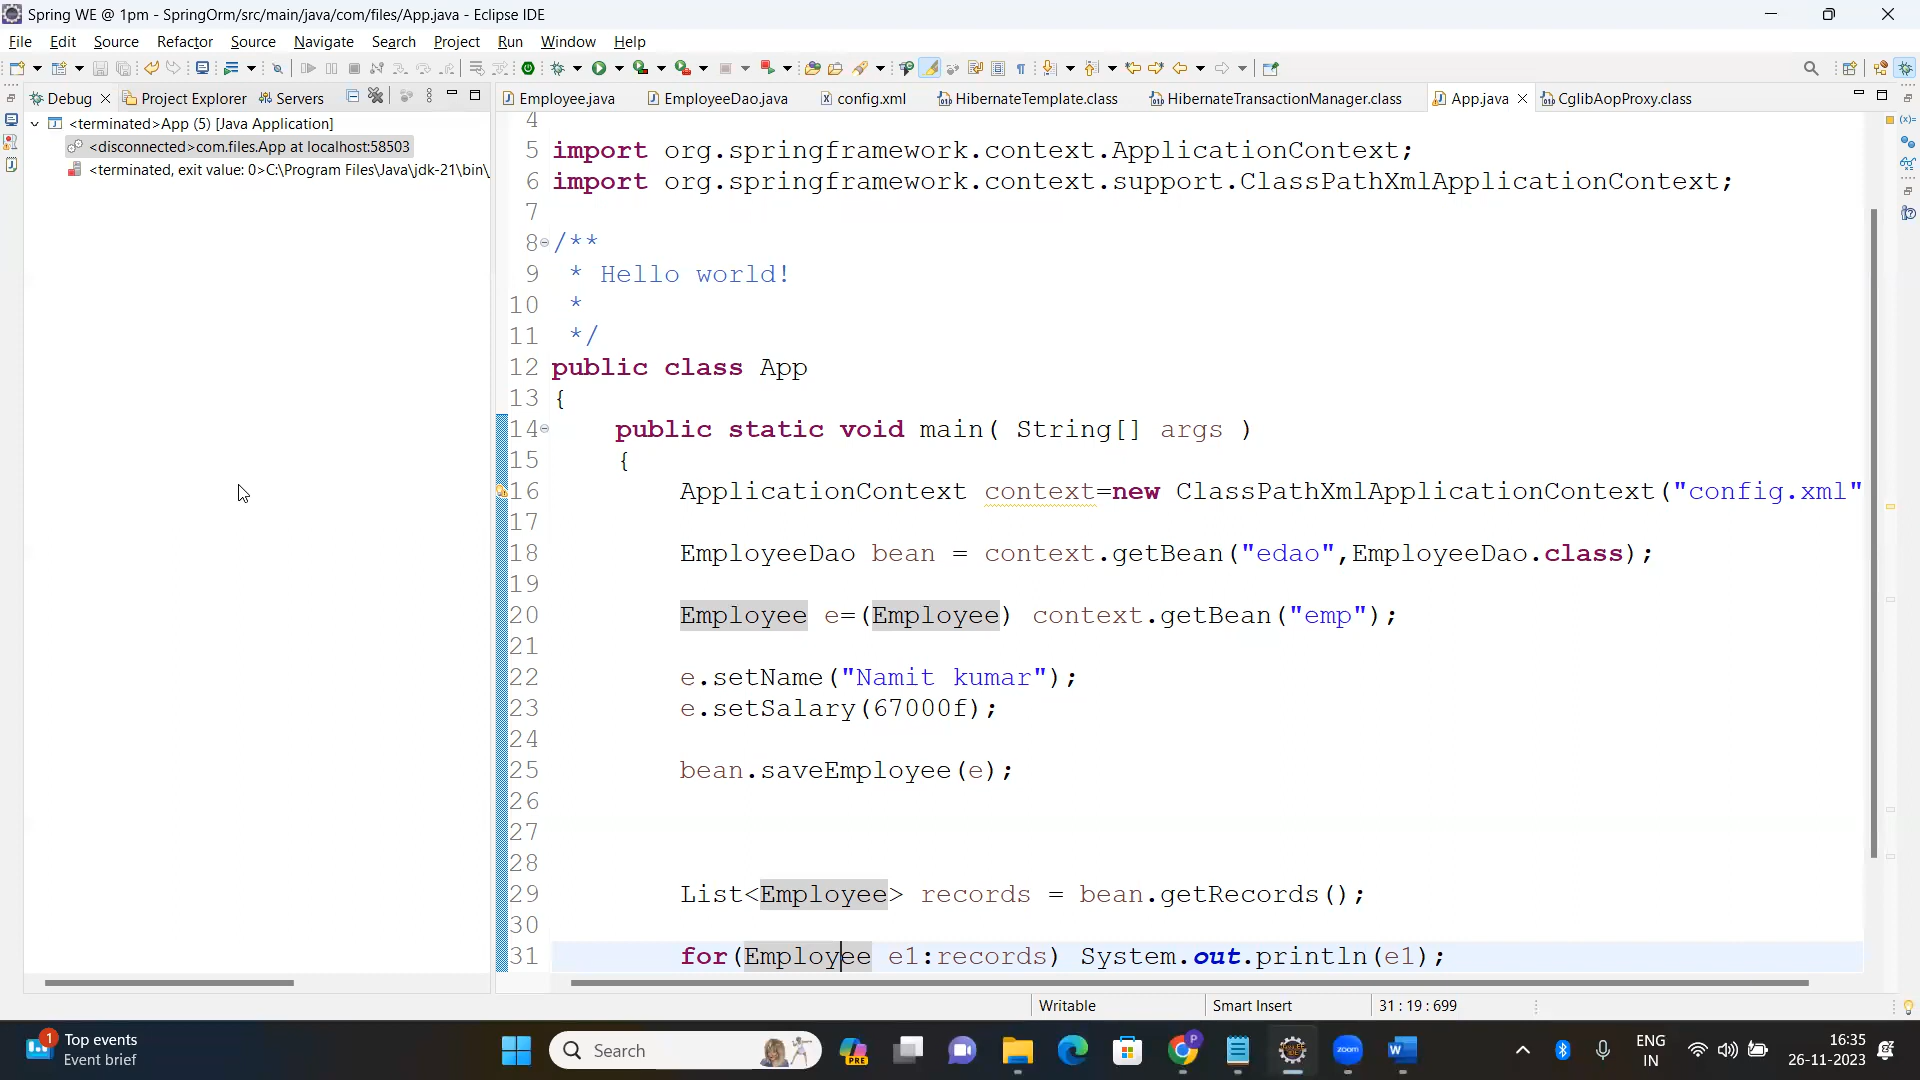 Spring WE @ 1pm - SpringOrm/src/main/java/com/files/App.java - Eclipse IDE
File Edit Source Refactor Source Navigate Search Project Run Window Help
Debug Project Explorer Servers
Employee.java EmployeeDao.java config.xml HibernateTemplate.class HibernateTransactionManager.class App.java CglibAopProxy.class
<terminated>App (5) [Java Application]
<disconnected>com.files.App at localhost:58503
<terminated, exit value: 0>C:\Program Files\Java\jdk-21\bin\
4
5 import org.springframework.context.ApplicationContext;
6 import org.springframework.context.support.ClassPathXmlApplicationContext;
7
8 /**
9 * Hello world!
10 *
11 */
12 public class App
13 {
14 public static void main( String[] args )
15 {
16 ApplicationContext context=new ClassPathXmlApplicationContext("config.xml"
17
18 EmployeeDao bean = context.getBean("edao",EmployeeDao.class);
19
20 Employee e=(Employee) context.getBean("emp");
21
22 e.setName("Namit kumar");
23 e.setSalary(67000f);
24
25 bean.saveEmployee(e);
26
27
28
29 List<Employee> records = bean.getRecords();
30
31 for(Employee e1:records) System.out.println(e1);
Writable Smart Insert 31 : 19 : 699
1 Top events
Event brief
Search
PRE
P
zoom
W
ENG
IN
16:35
26-11-2023